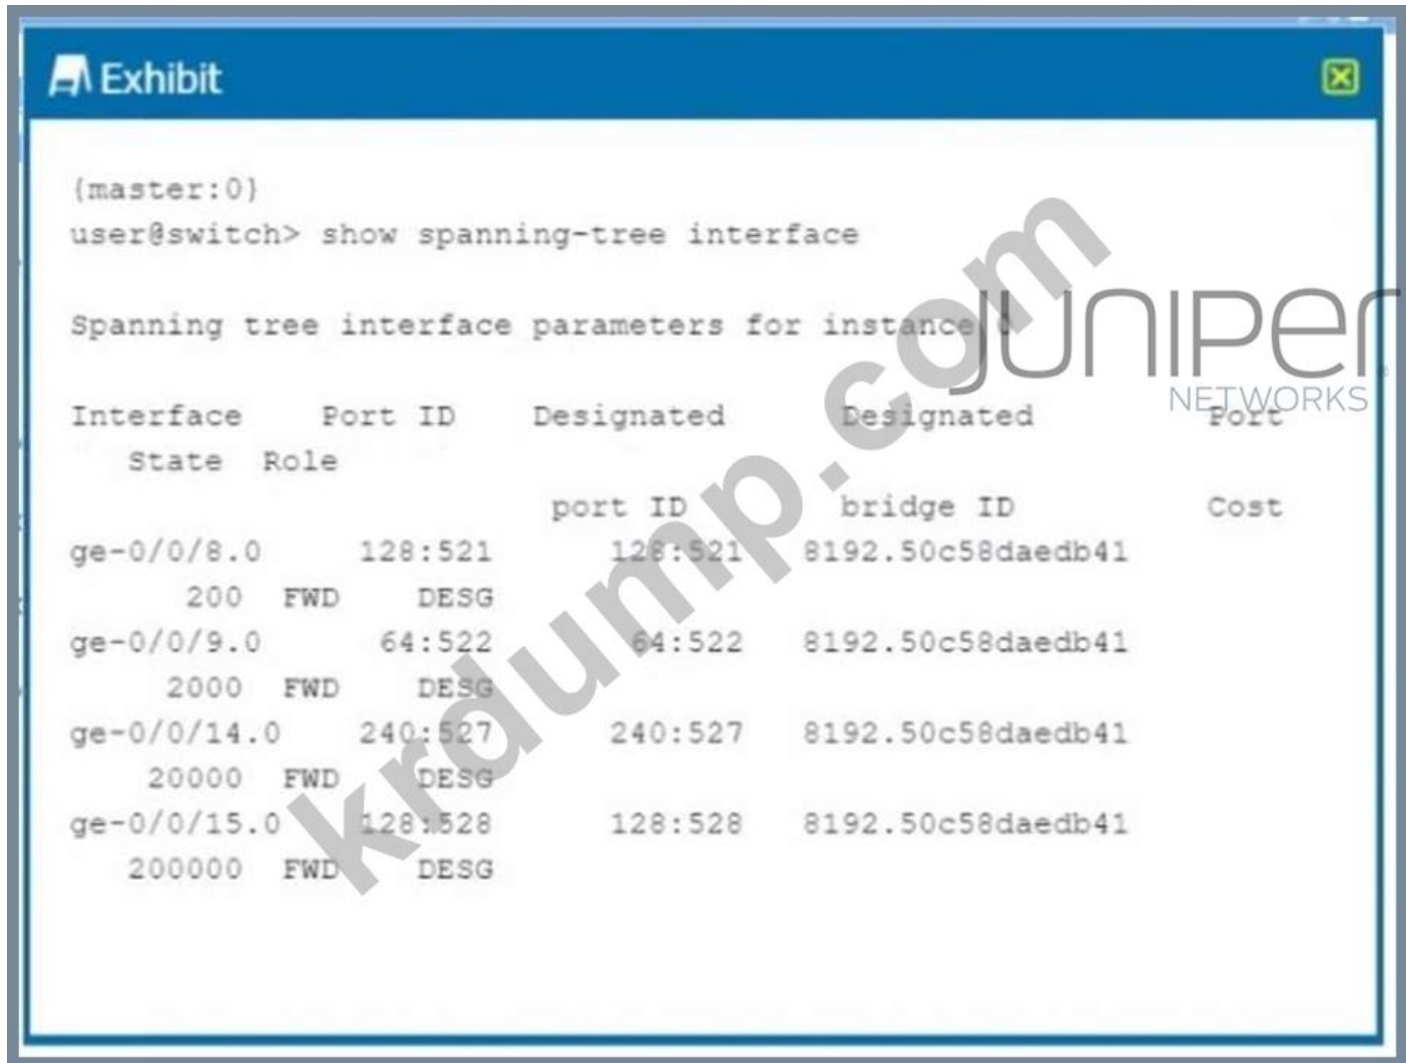 Exhibit
{master:0}
user@switch> show spanning-tree interface
Spanning tree interface parameters for instance
Interface Port ID Designated Designated Port
State Role
port ID bridge ID Cost
ge-0/0/8.0 128:521 128:521 8192.50c58daedb41
200 FWD DESG
ge-0/0/9.0 64:522 64:522 8192.50c58daedb41
2000 FWD DESG
ge-0/0/14.0 240:527 240:527 8192.50c58daedb41
20000 FWD DESG
ge-0/0/15.0 128:528 128:528 8192.50c58daedb41
200000 FWD DESG
JUNIPEr
NETWORKS
krdump.com